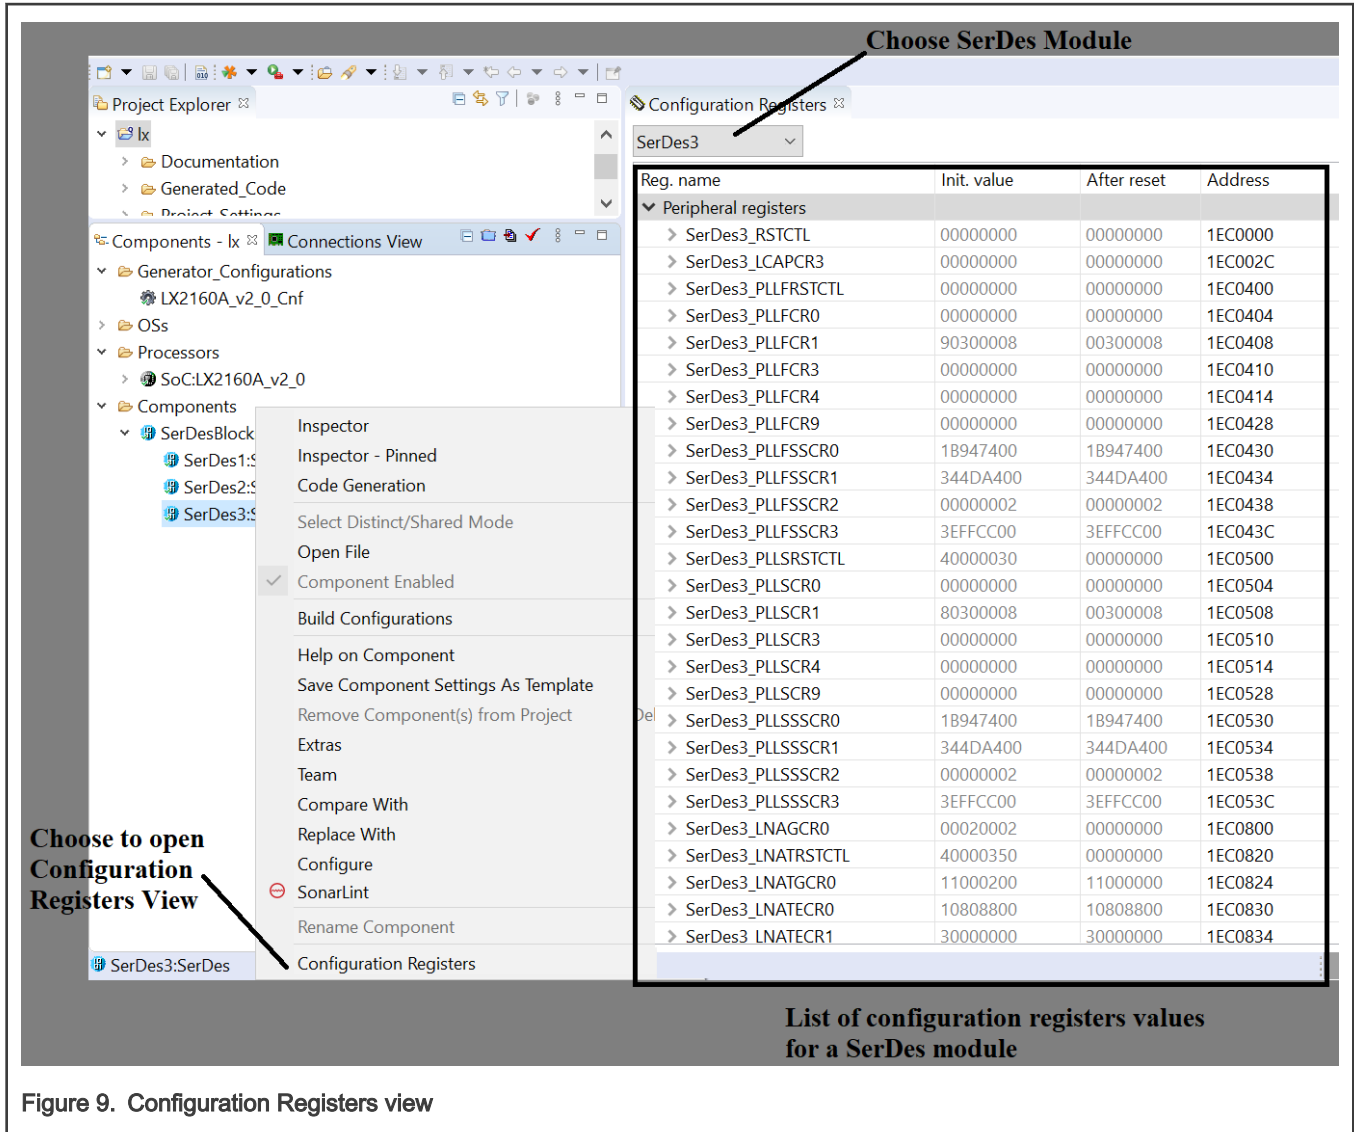 Choose SerDes Module
Project Explorer
Configuration Registers
lx
SerDes3
Documentation
Generated_Code
Project_Settings
Components - lx
Connections View
Generator_Configurations
LX2160A_v2_0_Cnf
OSs
Processors
SoC:LX2160A_v2_0
Components
SerDesBlock
SerDes1:S
SerDes2:S
SerDes3:S
Inspector
Inspector - Pinned
Code Generation
Select Distinct/Shared Mode
Open File
Component Enabled
Build Configurations
Help on Component
Save Component Settings As Template
Remove Component(s) from Project
Del
Extras
Team
Compare With
Replace With
Configure
SonarLint
Rename Component
Configuration Registers
Reg. name Init. value After reset Address
Peripheral registers
SerDes3_RSTCTL 00000000 00000000 1EC0000
SerDes3_LCAPCR3 00000000 00000000 1EC002C
SerDes3_PLLFRSTCTL 00000000 00000000 1EC0400
SerDes3_PLLFCR0 00000000 00000000 1EC0404
SerDes3_PLLFCR1 90300008 00300008 1EC0408
SerDes3_PLLFCR3 00000000 00000000 1EC0410
SerDes3_PLLFCR4 00000000 00000000 1EC0414
SerDes3_PLLFCR9 00000000 00000000 1EC0428
SerDes3_PLLFSSCR0 1B947400 1B947400 1EC0430
SerDes3_PLLFSSCR1 344DA400 344DA400 1EC0434
SerDes3_PLLFSSCR2 00000002 00000002 1EC0438
SerDes3_PLLFSSCR3 3EFFCC00 3EFFCC00 1EC043C
SerDes3_PLLSRSTCTL 40000030 00000000 1EC0500
SerDes3_PLLSCR0 00000000 00000000 1EC0504
SerDes3_PLLSCR1 80300008 00300008 1EC0508
SerDes3_PLLSCR3 00000000 00000000 1EC0510
SerDes3_PLLSCR4 00000000 00000000 1EC0514
SerDes3_PLLSCR9 00000000 00000000 1EC0528
SerDes3_PLLSSSCR0 1B947400 1B947400 1EC0530
SerDes3_PLLSSSCR1 344DA400 344DA400 1EC0534
SerDes3_PLLSSSCR2 00000002 00000002 1EC0538
SerDes3_PLLSSSCR3 3EFFCC00 3EFFCC00 1EC053C
SerDes3_LNAGCR0 00020002 00000000 1EC0800
SerDes3_LNATRSTCTL 40000350 00000000 1EC0820
SerDes3_LNATGCR0 11000200 11000000 1EC0824
SerDes3_LNATECR0 10808800 10808800 1EC0830
SerDes3_LNATECR1 30000000 30000000 1EC0834
Choose to open
Configuration
Registers View
SerDes3:SerDes
List of configuration registers values
for a SerDes module
Figure 9. Configuration Registers view